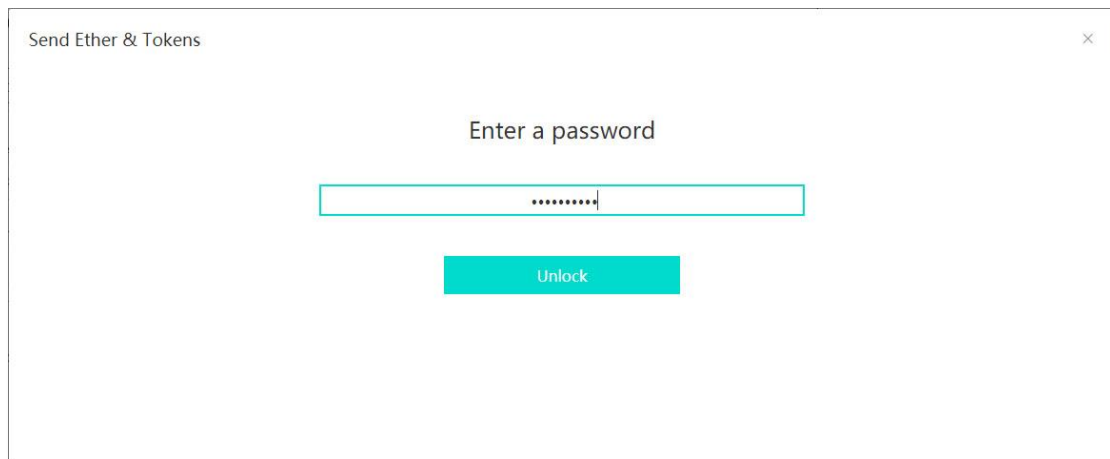 Send Ether & Tokens
Enter a password
••••••••••
Unlock